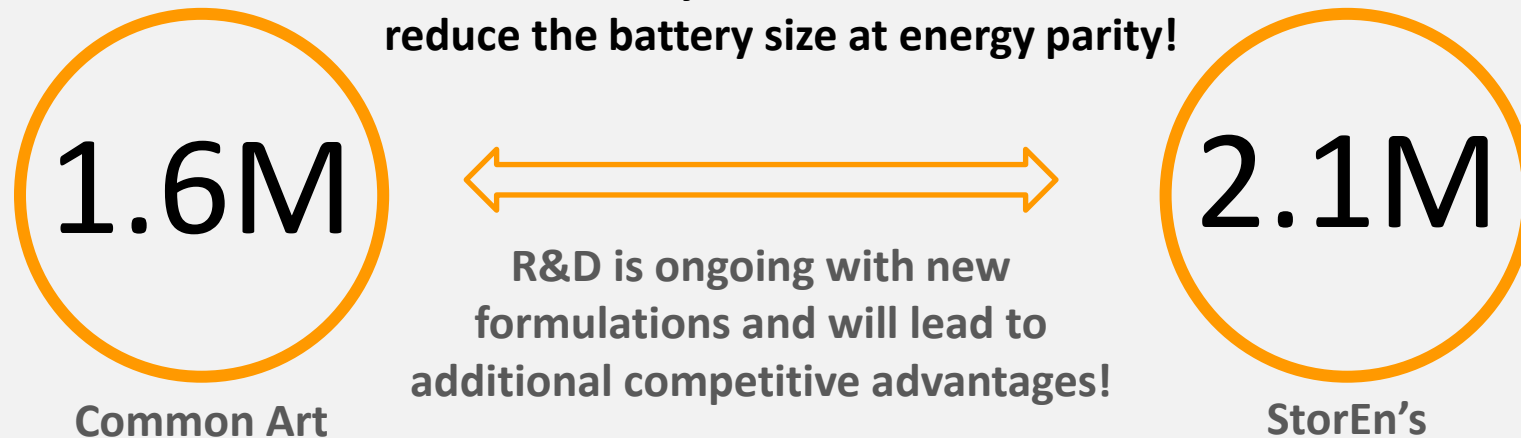 reduce the battery size at energy parity!
1.6M
2.1M
R&D is ongoing with new
formulations and will lead to
additional competitive advantages!
Common Art
StorEn's